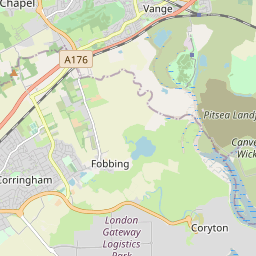 Chapel
Vange
A176
Pitsea Landf
Canve
Wick
Fobbing
Corringham
London
Gateway
Logistics
Park
Coryton